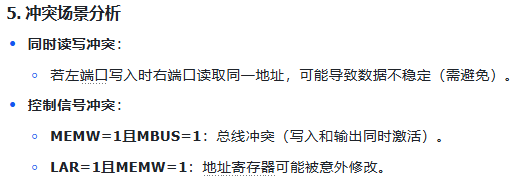 5. 冲突场景分析
同时读写冲突：
若左端口写入时右端口读取同一地址，可能导致数据不稳定（需避免）。
控制信号冲突：
MEMW=1且MBUS=1：总线冲突（写入和输出同时激活）。
LAR=1且MEMW=1：地址寄存器可能被意外修改。